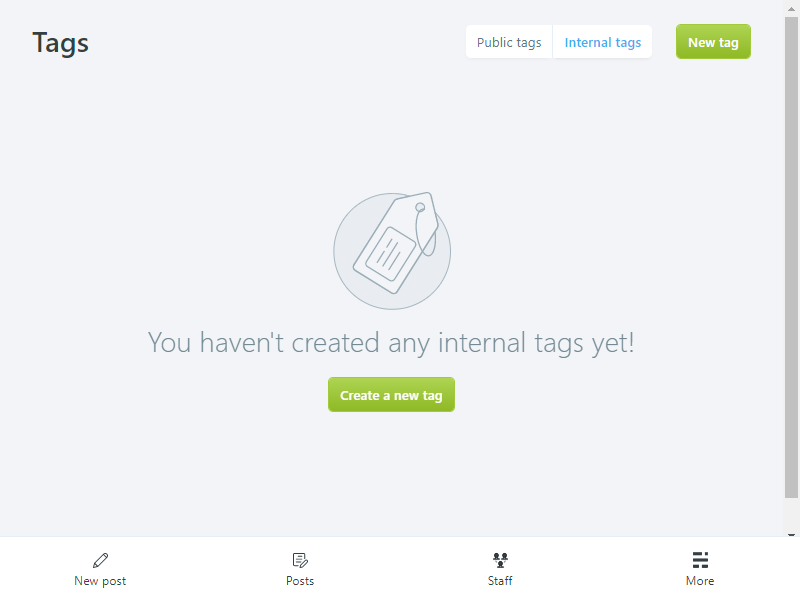 Tags
Public tags
Internal tags
New tag
You haven't created any internal tags yet!
Create a new tag
New post
Posts
Staff
More